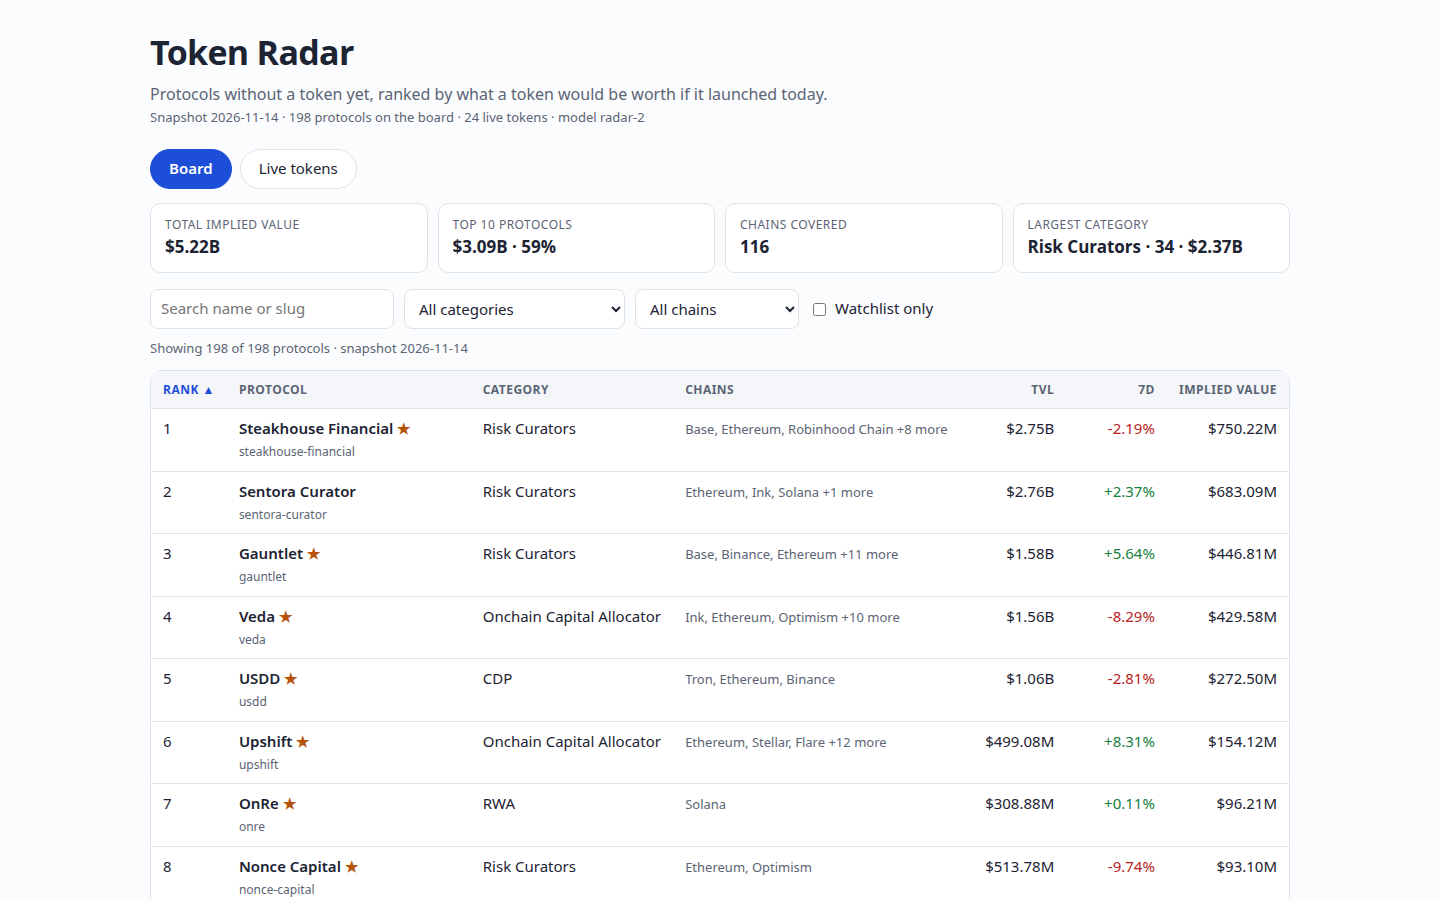 Token Radar
Protocols without a token yet, ranked by what a token would be worth if it launched today.
Snapshot 2026-11-14 · 198 protocols on the board · 24 live tokens · model radar-2
Board Live tokens
TOTAL IMPLIED VALUE
$5.22B
TOP 10 PROTOCOLS
$3.09B · 59%
CHAINS COVERED
116
LARGEST CATEGORY
Risk Curators · 34 · $2.37B
Search name or slug All categories All chains Watchlist only
Showing 198 of 198 protocols · snapshot 2026-11-14
RANK ▲ PROTOCOL CATEGORY CHAINS TVL 7D IMPLIED VALUE
1 Steakhouse Financial ★ Risk Curators Base, Ethereum, Robinhood Chain +8 more $2.75B -2.19% $750.22M
steakhouse-financial
2 Sentora Curator Risk Curators Ethereum, Ink, Solana +1 more $2.76B +2.37% $683.09M
sentora-curator
3 Gauntlet ★ Risk Curators Base, Binance, Ethereum +11 more $1.58B +5.64% $446.81M
gauntlet
4 Veda ★ Onchain Capital Allocator Ink, Ethereum, Optimism +10 more $1.56B -8.29% $429.58M
veda
5 USDD ★ CDP Tron, Ethereum, Binance $1.06B -2.81% $272.50M
usdd
6 Upshift ★ Onchain Capital Allocator Ethereum, Stellar, Flare +12 more $499.08M +8.31% $154.12M
upshift
7 OnRe ★ RWA Solana $308.88M +0.11% $96.21M
onre
8 Nonce Capital ★ Risk Curators Ethereum, Optimism $513.78M -9.74% $93.10M
nonce-capital